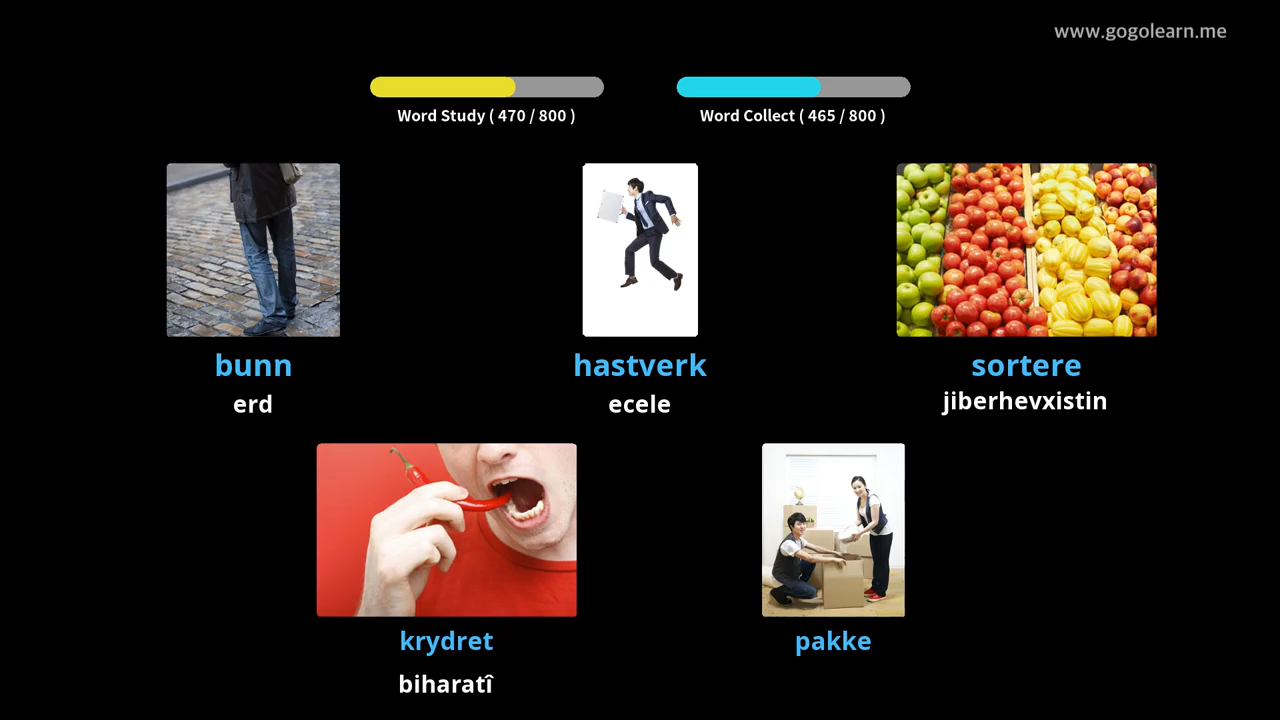 www.gogolearn.me
Word Study ( 470 / 800 )
Word Collect ( 465 / 800 )
bunn
erd
hastverk
ecele
sortere
jiberhevxistin
krydret
biharatî
pakke